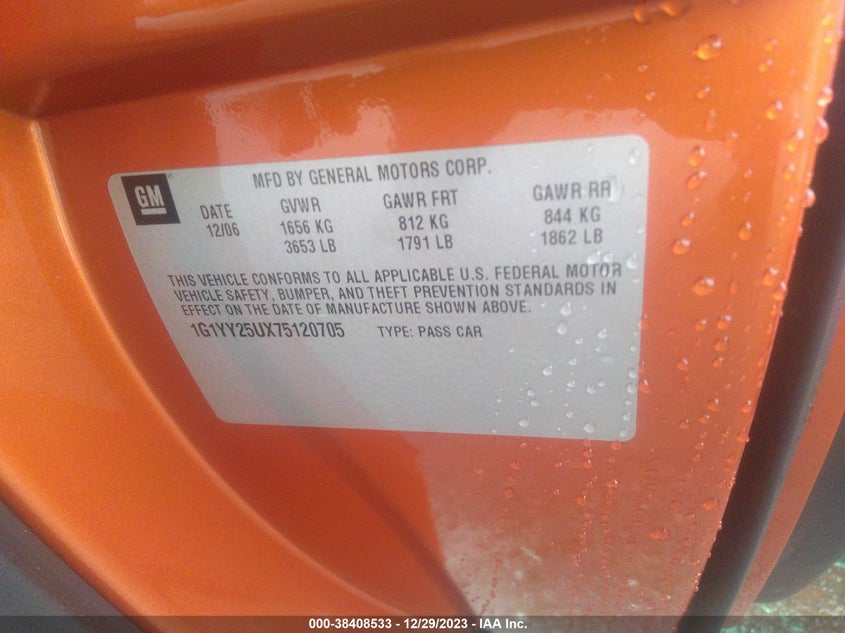 MFD BY GENERAL MOTORS CORP.
GM
DATE GVWR GAWR FRT GAWR RR
12/06 1656 KG 812 KG 844 KG
3653 LB 1791 LB 1862 LB
THIS VEHICLE CONFORMS TO ALL APPLICABLE U.S. FEDERAL MOTOR
VEHICLE SAFETY, BUMPER, AND THEFT PREVENTION STANDARDS IN
EFFECT ON THE DATE OF MANUFACTURE SHOWN ABOVE.
1G1YY25UX75120705 TYPE: PASS CAR
000-38408533 - 12/29/2023 - IAA Inc.